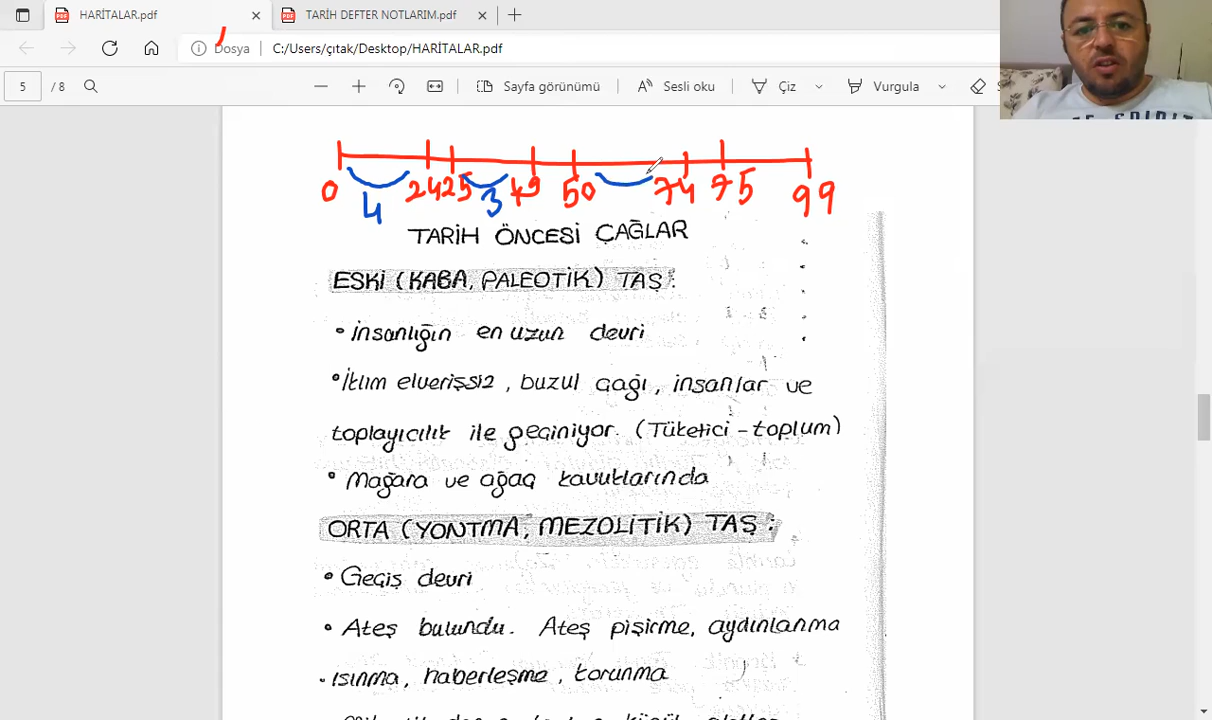 HARİTALAR.pdf
TARİH DEFTER NOTLARIM.pdf
Dosya
C:/Users/çıtak/Desktop/HARİTALAR.pdf
5 / 8
Sayfa görünümü
Sesli oku
Çiz
Vurgula
0 24 25 49 50 74 75 99
4 3
TARİH ÖNCESİ ÇAĞLAR
ESKİ (KABA, PALEOTİK) TAŞ:
• İnsanlığın en uzun devri
• İklim elverişsiz, buzul çağı, insanlar ve
toplayıcılık ile geçiniyor. (Tüketici - toplum)
• Mağara ve ağaç kavuklarında
ORTA (YONTMA, MEZOLİTİK) TAŞ:
• Geçiş devri
• Ateş bulundu. Ateş pişirme, aydınlanma
• ısınma, haberleşme, korunma